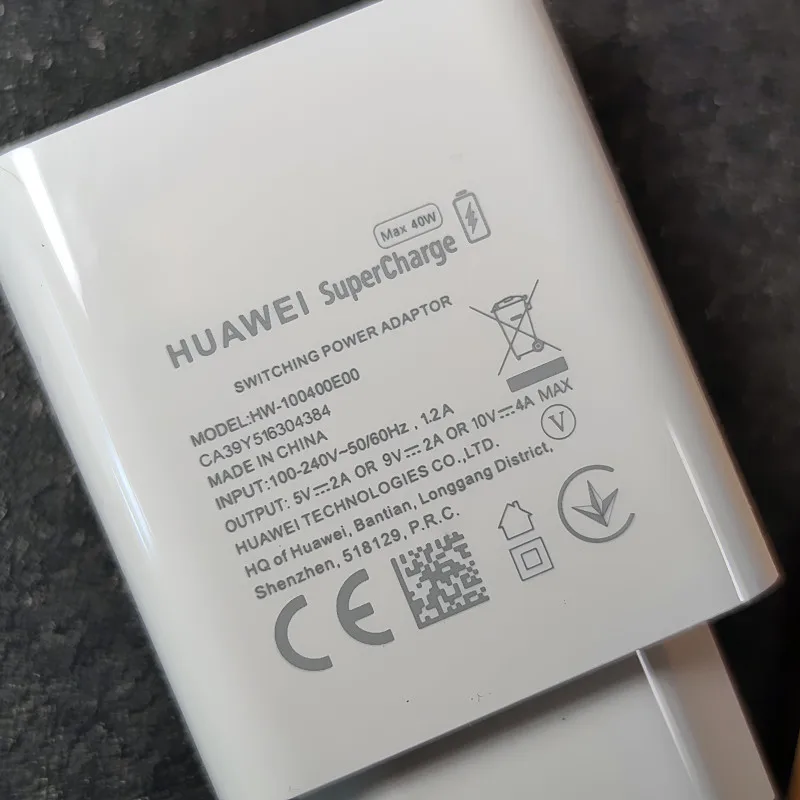 Max 40W
HUAWEI SuperCharge
SWITCHING POWER ADAPTOR
MODEL:HW-100400E00
CA39Y516304384
MADE IN CHINA
INPUT:100-240V~50/60Hz , 1.2A
OUTPUT: 5V⎓2A OR 9V⎓2A OR 10V⎓4A MAX
HUAWEI TECHNOLOGIES CO.,LTD.
V
HQ of Huawei, Bantian, Longgang District,
Shenzhen, 518129, P.R.C.
CE